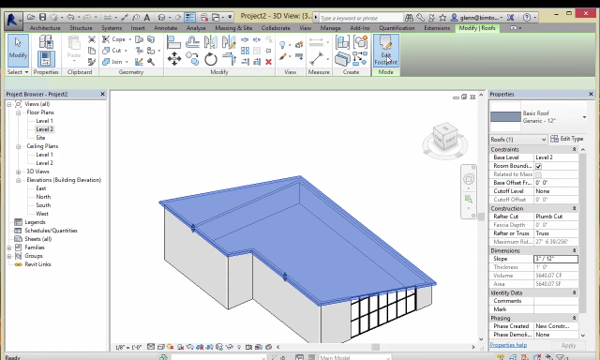 Project2 - 3D View: {3...
Type a keyword or phrase
glenn@bimto...
Architecture Structure Systems Insert Annotate Analyze Massing & Site Collaborate View Manage Add-Ins Quantification Extensions Modify | Roofs
Modify
Properties
Paste
Cope
Cut
Join
Edit
Footprint
Select Properties Clipboard Geometry Modify View Measure Create Mode
Project Browser - Project2
Views (all)
Floor Plans
Level 1
Level 2
Site
Ceiling Plans
Level 1
Level 2
3D Views
Elevations (Building Elevation)
East
North
South
West
Legends
Schedules/Quantities
Sheets (all)
Families
Groups
Revit Links
Properties
Basic Roof
Generic - 12"
Roofs (1) Edit Type
Constraints
Base Level Level 2
Room Boundi...
Related to Mass
Base Offset Fr... 0' 0"
Cutoff Level None
Cutoff Offset 0' 0"
Construction
Rafter Cut Plumb Cut
Fascia Depth 0' 0"
Rafter or Truss Truss
Maximum Rid... 27' 6 39/256"
Dimensions
Slope 3" / 12"
Thickness 1' 0"
Volume 5640.07 CF
Area 5640.07 SF
Identity Data
Comments
Mark
Phasing
Phase Created New Constr...
Phase Demoli... None
Properties help Apply
1/8" = 1'-0"
Ready
Main Model